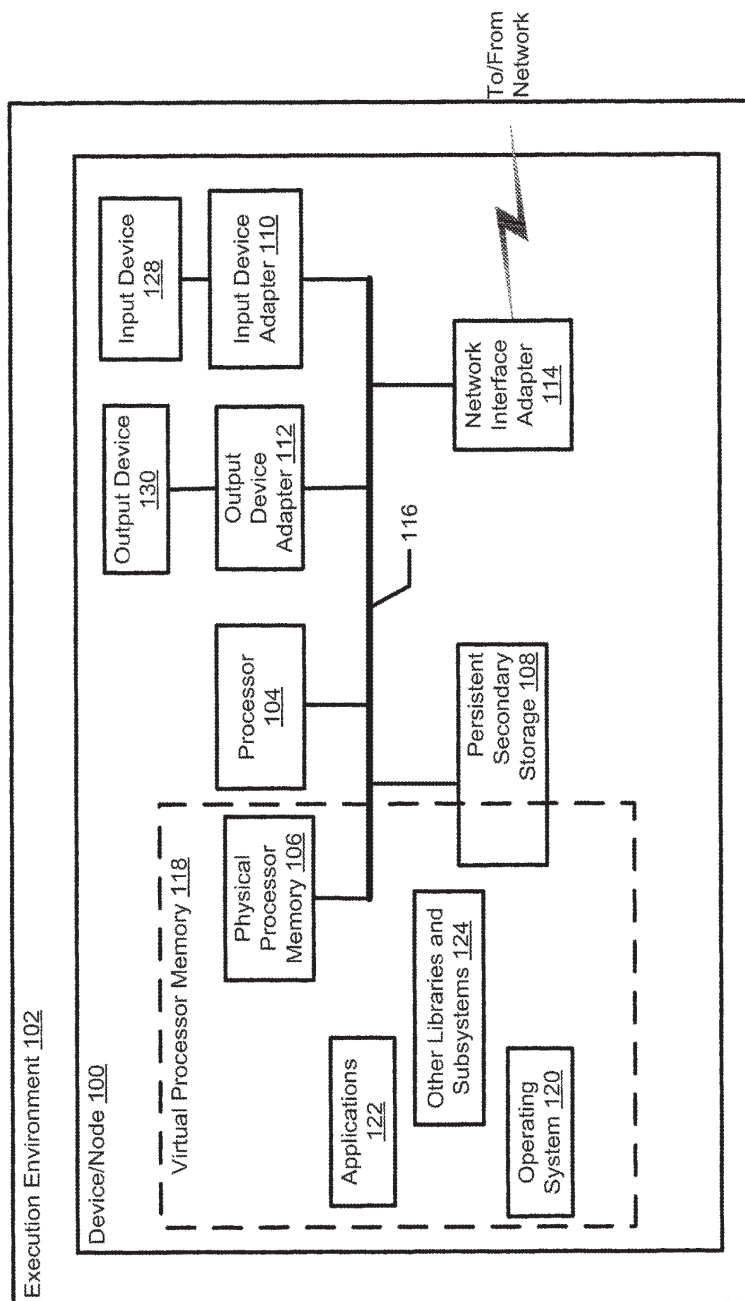 Execution Environment 102
Device/Node 100
Virtual Processor Memory 118
Physical
Processor
Memory 106
Processor
104
Output Device
130
Output
Device
Adapter 112
Input Device
128
Input Device
Adapter 110
Applications
122
Other Libraries and
Subsystems 124
Operating
System 120
Persistent
Secondary
Storage 108
116
Network
Interface
Adapter
114
To/From
Network